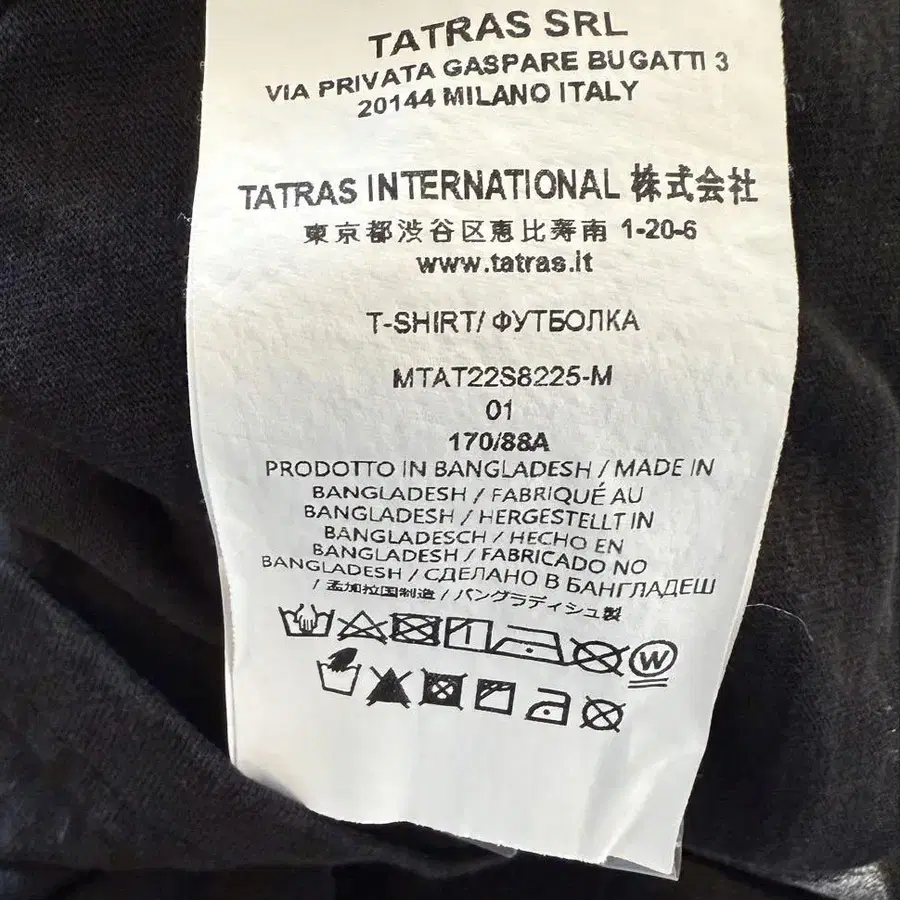 TATRAS SRL
VIA PRIVATA GASPARE BUGATTI 3
20144 MILANO ITALY
TATRAS INTERNATIONAL 株式会社
東京都渋谷区恵比寿南 1-20-6
www.tatras.it
T-SHIRT/ ФУТБОЛКА
MTAT22S8225-M
01
170/88A
PRODOTTO IN BANGLADESH / MADE IN
BANGLADESH / FABRIQUÉ AU
BANGLADESH / HERGESTELLT IN
BANGLADESCH / HECHO EN
BANGLADESH / FABRICADO NO
BANGLADESH / СДЕЛАНО В БАНГЛАДЕШ
/ 孟加拉国制造 / バングラディシュ製
W